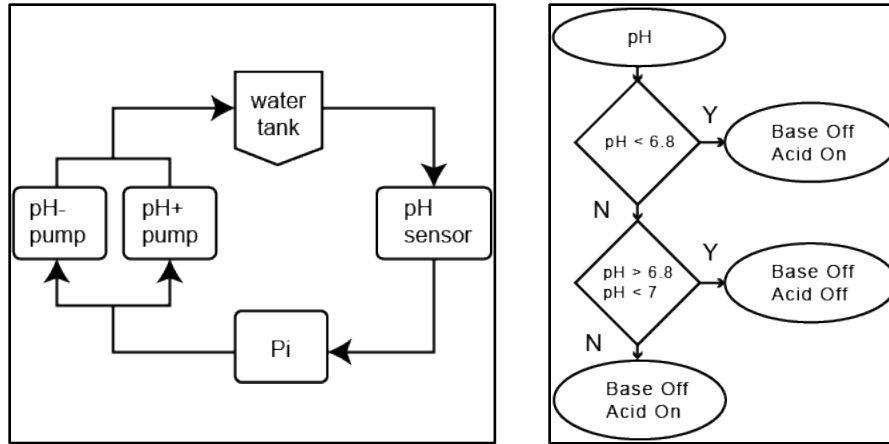 water
tank
pH-
pump
pH+
pump
pH
sensor
Pi
pH
pH < 6.8
Y
Base Off
Acid On
N
pH > 6.8
pH < 7
Y
Base Off
Acid Off
N
Base Off
Acid On